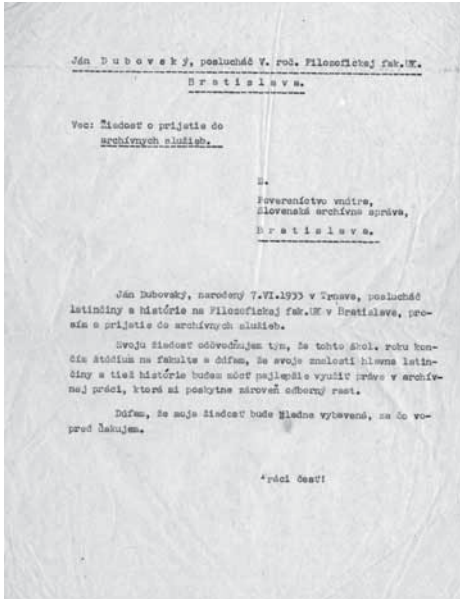 Ján D u b o v s k ý, poslucháč V. roč. Filozofickej fak.UK.
B r a t i s l a v a.
Vec: Žiadosť o prijatie do
archívnych služieb.
Povereníctvo vnútra,
Slovenská archívna správa,
B r a t i s l a v a.
Ján Dubovský, narodený 7.VI.1933 v Trnave, poslucháč
latinčiny a histórie na Filozofickej fak.UK v Bratislave, pro-
sím o prijatie do archívnych služieb.
Svoju žiadosť odôvodňujem tým, že tohto škol. roku kon-
čím štúdium na fakulte a dúfam, že svoje znalosti hlavne latin-
činy a tiež histórie budem môcť najlepšie využiť práve v archív-
nej práci, ktorá mi poskytne zároveň odborný rast.
Dúfam, že moja žiadosť bude kladne vybavená, za čo vo-
pred ďakujem.
Práci česť!